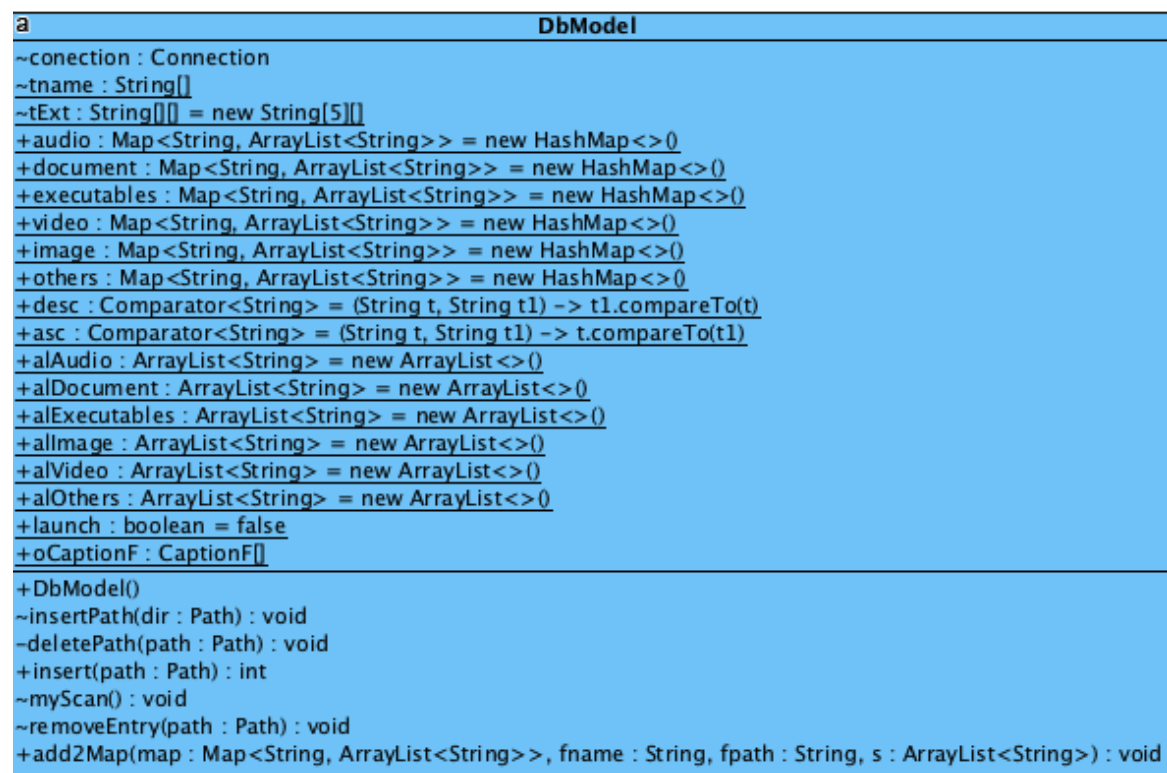 a
DbModel
~conection : Connection
~tname : String[]
~tExt : String[][] = new String[5][]
+audio : Map<String, ArrayList<String>> = new HashMap<>()
+document : Map<String, ArrayList<String>> = new HashMap<>()
+executables : Map<String, ArrayList<String>> = new HashMap<>()
+video : Map<String, ArrayList<String>> = new HashMap<>()
+image : Map<String, ArrayList<String>> = new HashMap<>()
+others : Map<String, ArrayList<String>> = new HashMap<>()
+desc : Comparator<String> = (String t, String t1) -> t1.compareTo(t)
+asc : Comparator<String> = (String t, String t1) -> t.compareTo(t1)
+alAudio : ArrayList<String> = new ArrayList<>()
+alDocument : ArrayList<String> = new ArrayList<>()
+alExecutables : ArrayList<String> = new ArrayList<>()
+alImage : ArrayList<String> = new ArrayList<>()
+alVideo : ArrayList<String> = new ArrayList<>()
+alOthers : ArrayList<String> = new ArrayList<>()
+launch : boolean = false
+oCaptionF : CaptionF[]
+DbModel()
~insertPath(dir : Path) : void
-deletePath(path : Path) : void
+insert(path : Path) : int
~myScan() : void
~removeEntry(path : Path) : void
+add2Map(map : Map<String, ArrayList<String>>, fname : String, fpath : String, s : ArrayList<String>) : void